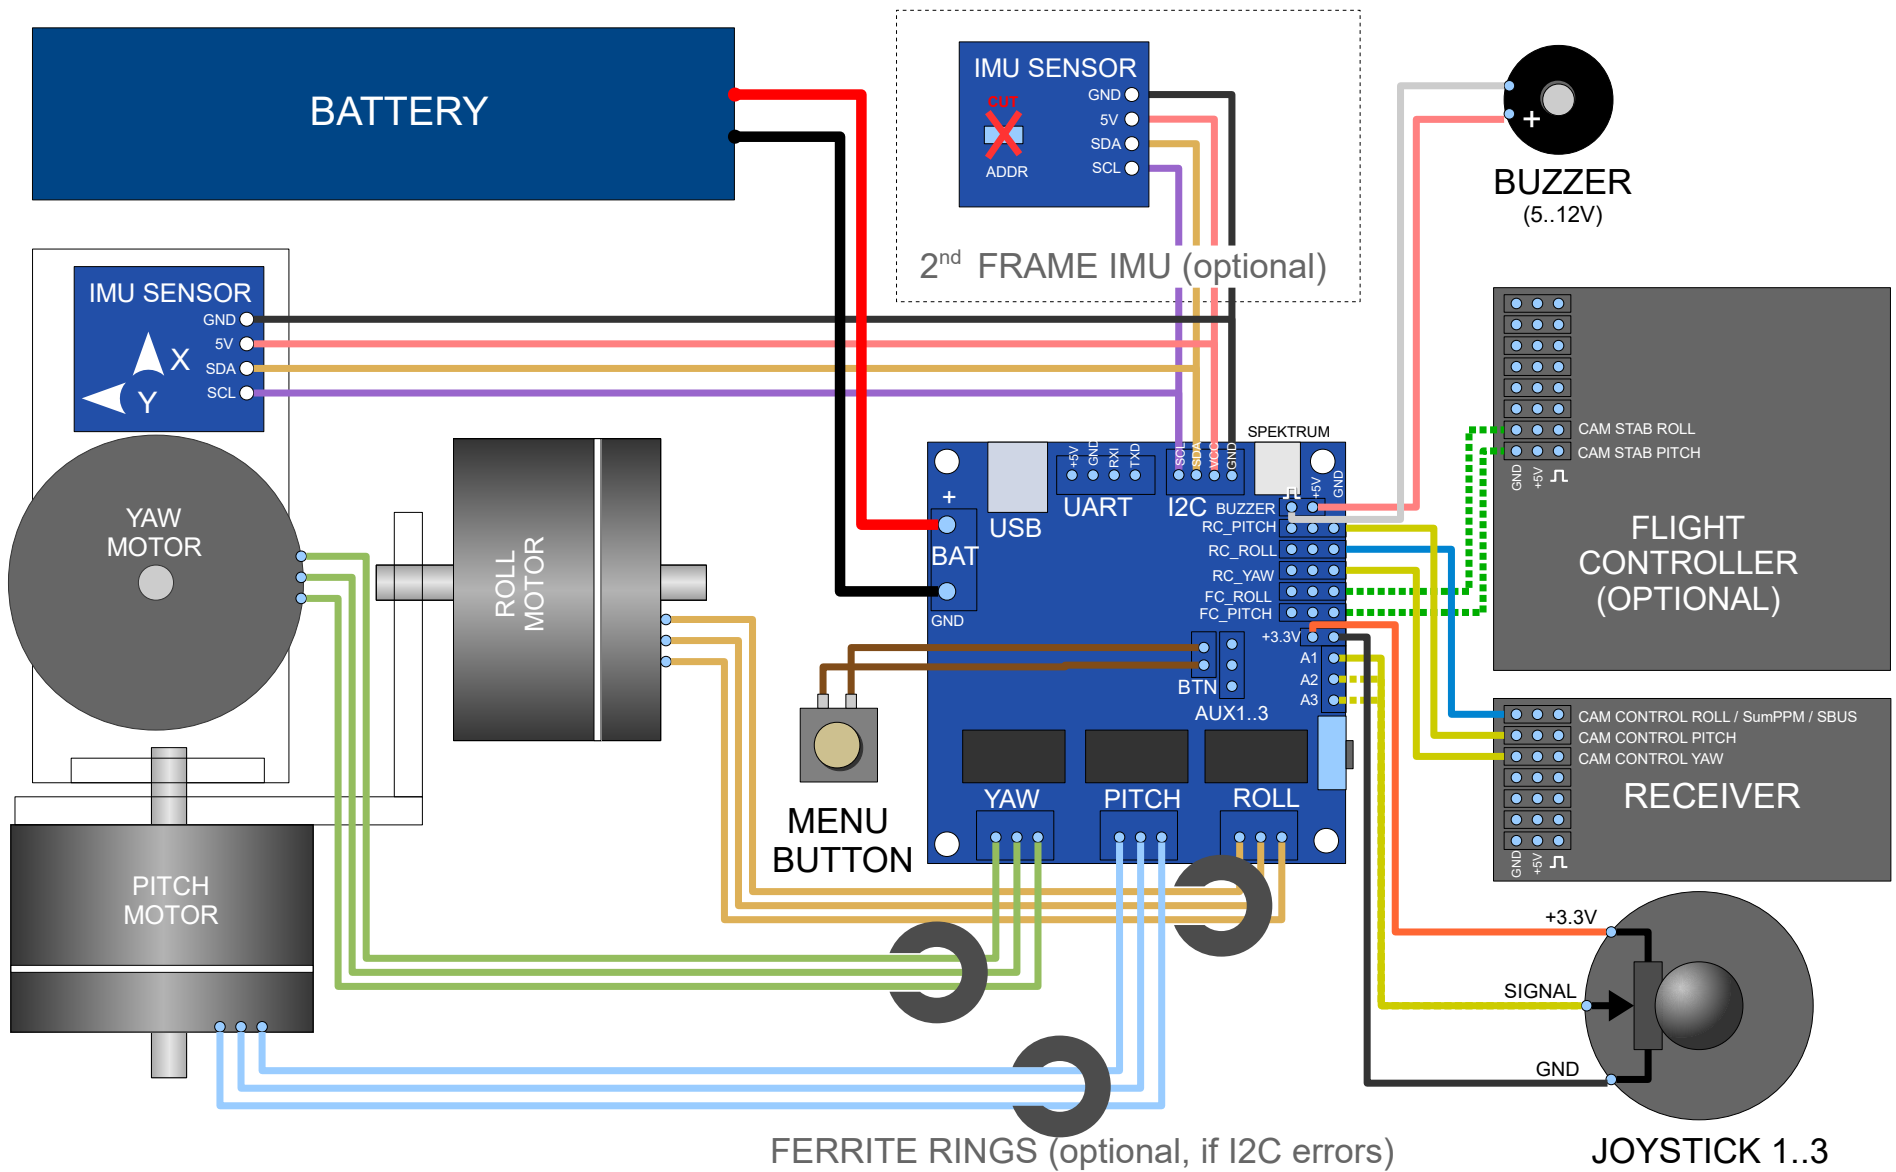 BATTERY
IMU SENSOR
CUT
ADDR
GND
5V
SDA
SCL
2nd FRAME IMU (optional)
+
BUZZER
(5..12V)
IMU SENSOR
GND
5V
SDA
SCL
X
Y
YAW
MOTOR
ROLL
MOTOR
PITCH
MOTOR
MENU
BUTTON
SPEKTRUM
+
BAT
GND
USB
+5V
GND
RXI
TXD
UART
SCL
SDA
VCC
GND
I2C
+5V
GND
BUZZER
RC_PITCH
RC_ROLL
RC_YAW
FC_ROLL
FC_PITCH
+3.3V
A1
A2
A3
BTN
AUX1..3
YAW
PITCH
ROLL
CAM STAB ROLL
CAM STAB PITCH
GND
+5V
FLIGHT
CONTROLLER
(OPTIONAL)
CAM CONTROL ROLL / SumPPM / SBUS
CAM CONTROL PITCH
CAM CONTROL YAW
RECEIVER
GND
+5V
+3.3V
SIGNAL
GND
JOYSTICK 1..3
FERRITE RINGS (optional, if I2C errors)